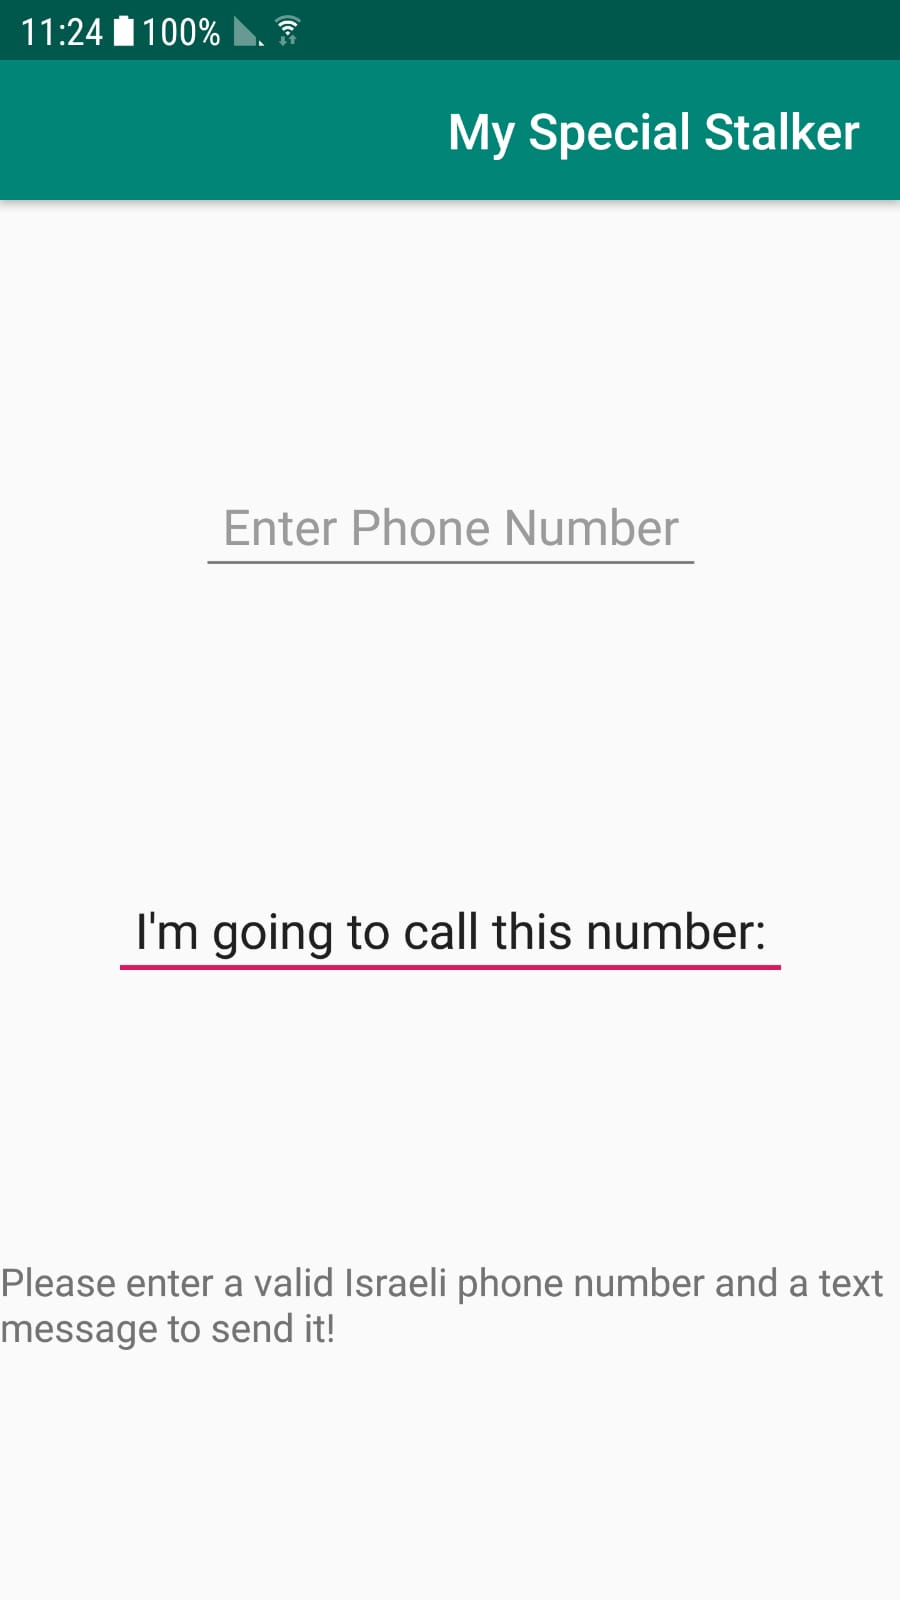 11:24 100%
My Special Stalker
Enter Phone Number
I'm going to call this number:
Please enter a valid Israeli phone number and a text
message to send it!